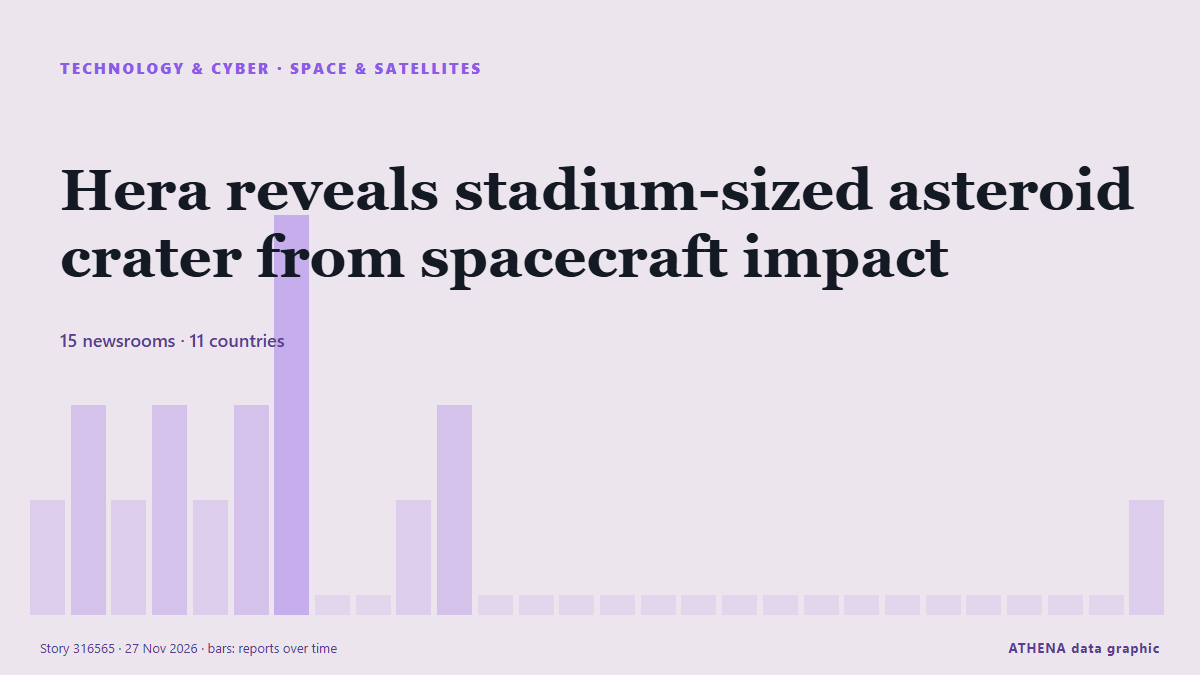 TECHNOLOGY & CYBER · SPACE & SATELLITES
Hera reveals stadium-sized asteroid
crater from spacecraft impact
15 newsrooms · 11 countries
Story 316565 · 27 Nov 2026 · bars: reports over time
ATHENA data graphic